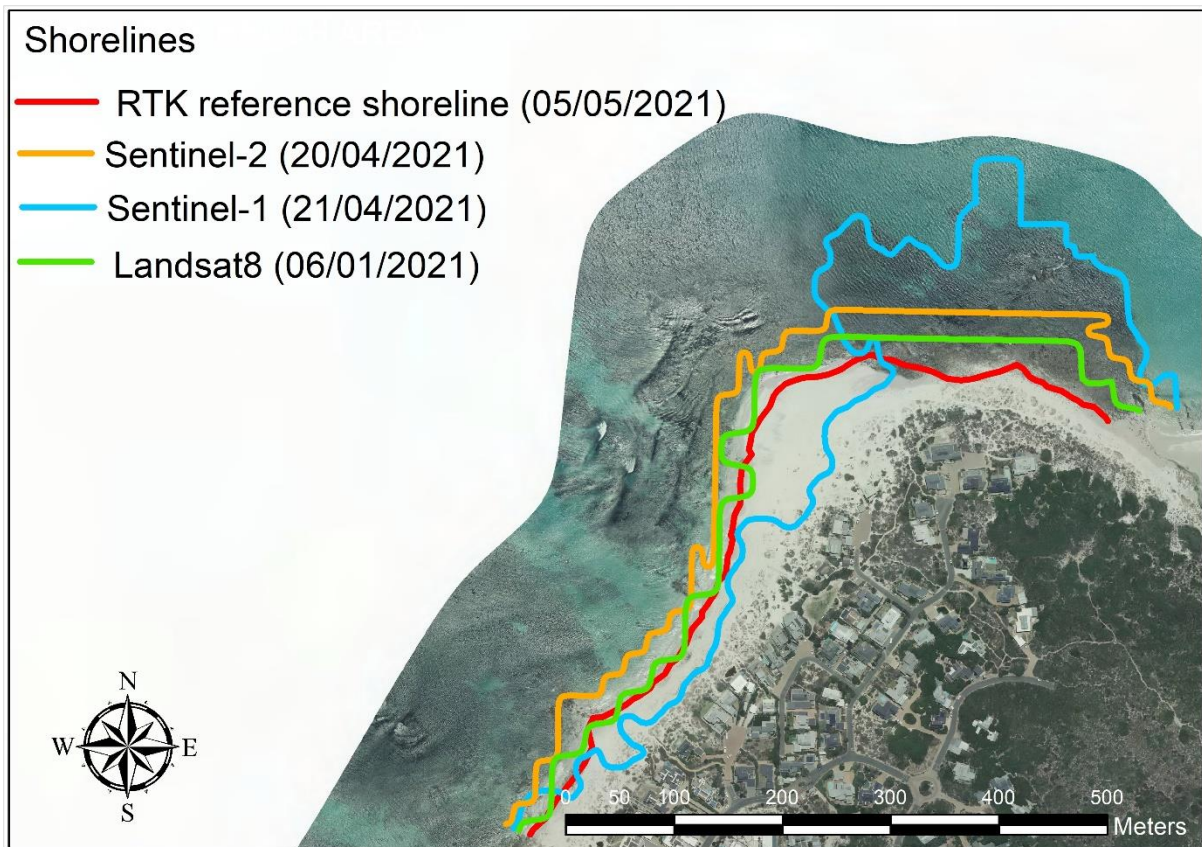 Shorelines
RTK reference shoreline (05/05/2021)
Sentinel-2 (20/04/2021)
Sentinel-1 (21/04/2021)
Landsat8 (06/01/2021)
N
W E
S
0 50 100 200 300 400 500
Meters